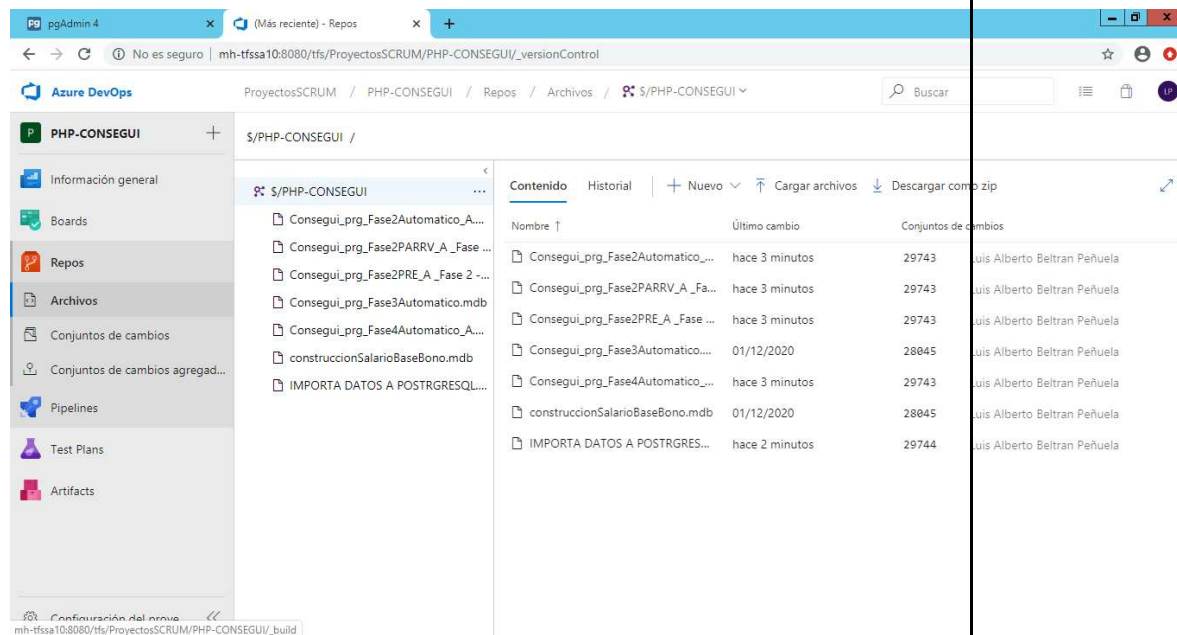 pgAdmin 4
(Más reciente) - Repos
No es seguro | mh-tfssa10:8080/tfs/ProyectosSCRUM/PHP-CONSEGUI/_versionControl
Azure DevOps
ProyectosSCRUM / PHP-CONSEGUI / Repos / Archivos / $/PHP-CONSEGUI
Buscar
LP
P PHP-CONSEGUI
$/PHP-CONSEGUI /
Información general
Boards
Repos
Archivos
Conjuntos de cambios
Conjuntos de cambios agregad...
Pipelines
Test Plans
Artifacts
Configuración del proye
mh-tfssa10:8080/tfs/ProyectosSCRUM/PHP-CONSEGUI/_build
$/PHP-CONSEGUI ...
Consegui_prg_Fase2Automatico_A....
Consegui_prg_Fase2PARRV_A _Fase ...
Consegui_prg_Fase2PRE_A _Fase 2 -...
Consegui_prg_Fase3Automatico.mdb
Consegui_prg_Fase4Automatico_A....
construccionSalarioBaseBono.mdb
IMPORTA DATOS A POSTRGRESQL....
Contenido Historial Nuevo Cargar archivos Descargar como zip
Nombre ↑ Último cambio Conjuntos de cambios
Consegui_prg_Fase2Automatico_... hace 3 minutos 29743 Luis Alberto Beltran Peñuela
Consegui_prg_Fase2PARRV_A _Fa... hace 3 minutos 29743 Luis Alberto Beltran Peñuela
Consegui_prg_Fase2PRE_A _Fase ... hace 3 minutos 29743 Luis Alberto Beltran Peñuela
Consegui_prg_Fase3Automatico.... 01/12/2020 28045 Luis Alberto Beltran Peñuela
Consegui_prg_Fase4Automatico_... hace 3 minutos 29743 Luis Alberto Beltran Peñuela
construccionSalarioBaseBono.mdb 01/12/2020 28045 Luis Alberto Beltran Peñuela
IMPORTA DATOS A POSTRGRES... hace 2 minutos 29744 Luis Alberto Beltran Peñuela